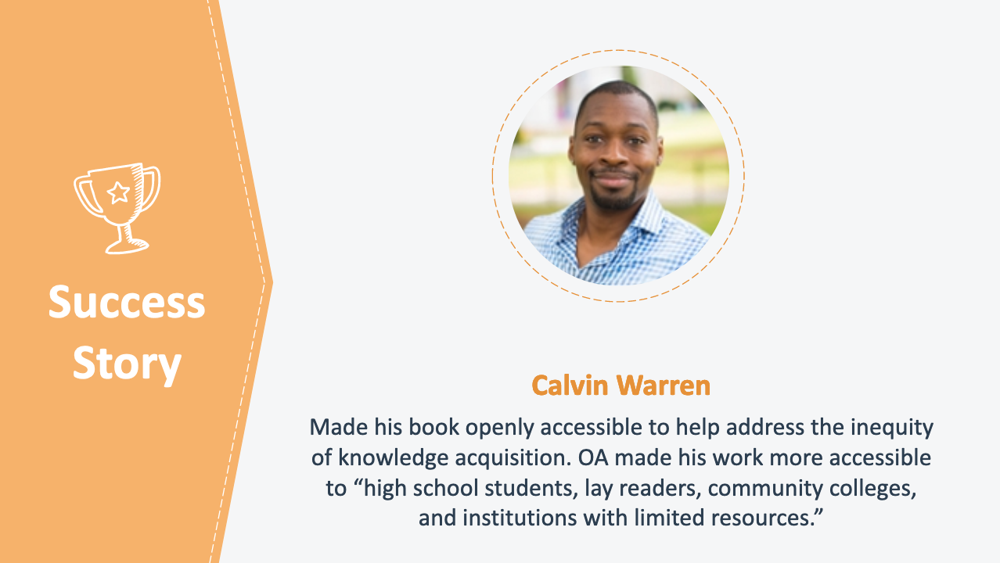 Success
Story
Calvin Warren
Made his book openly accessible to help address the inequity
of knowledge acquisition. OA made his work more accessible
to “high school students, lay readers, community colleges,
and institutions with limited resources.”